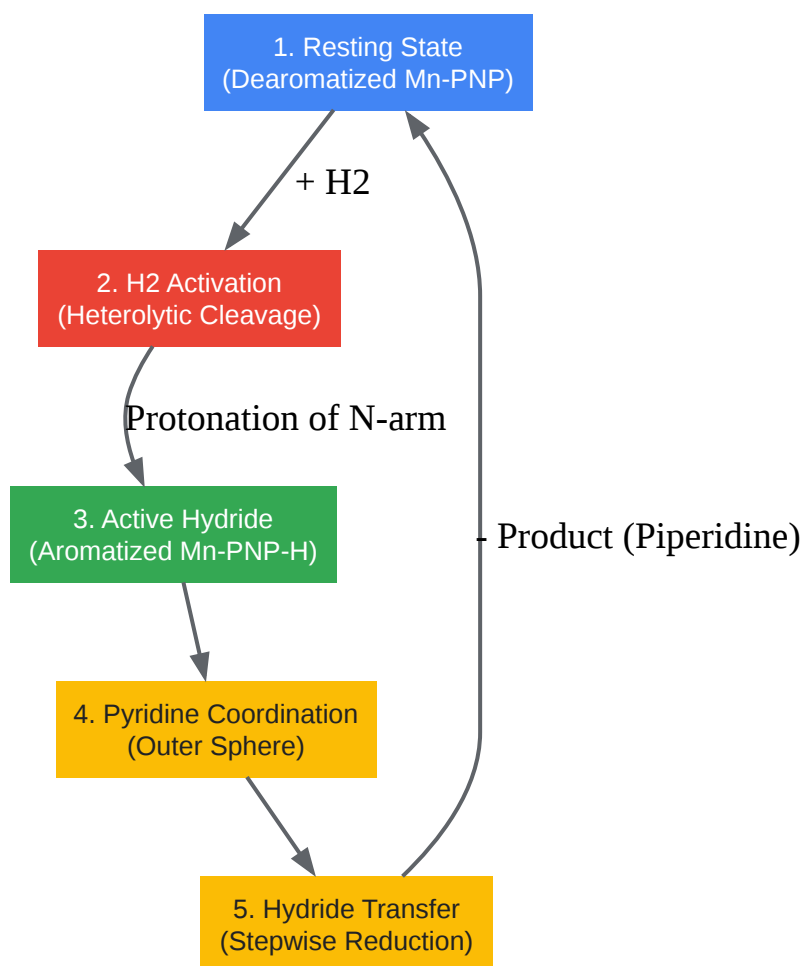 1. Resting State
(Dearomatized Mn-PNP)
+ H2
2. H2 Activation
(Heterolytic Cleavage)
Protonation of N-arm
3. Active Hydride
(Aromatized Mn-PNP-H)
- Product (Piperidine)
4. Pyridine Coordination
(Outer Sphere)
5. Hydride Transfer
(Stepwise Reduction)